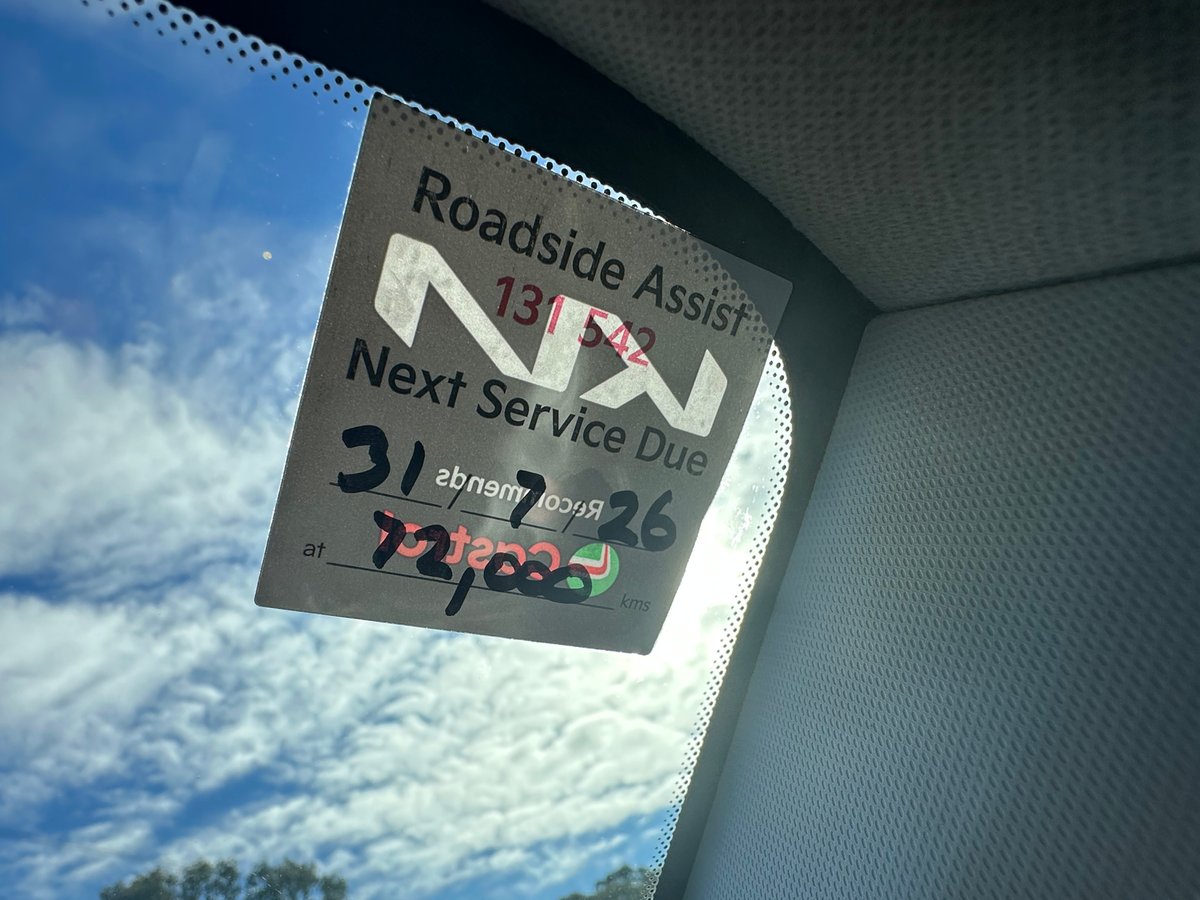 Roadside Assist
131 542
Next Service Due
31 / 7 / 26
Recommends
Castrol
at 72,000 kms